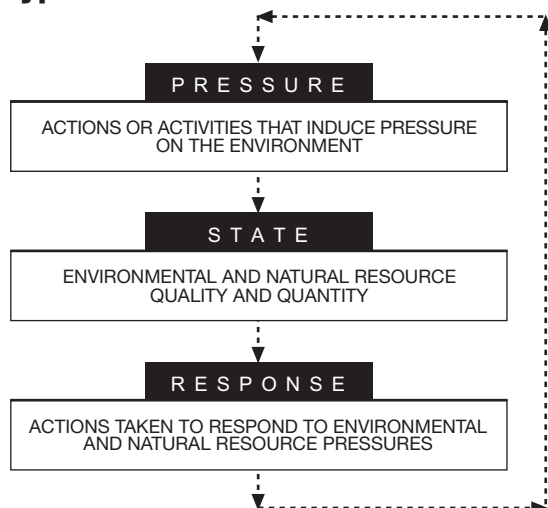 PRESSURE
ACTIONS OR ACTIVITIES THAT INDUCE PRESSURE
ON THE ENVIRONMENT
STATE
ENVIRONMENTAL AND NATURAL RESOURCE
QUALITY AND QUANTITY
RESPONSE
ACTIONS TAKEN TO RESPOND TO ENVIRONMENTAL
AND NATURAL RESOURCE PRESSURES